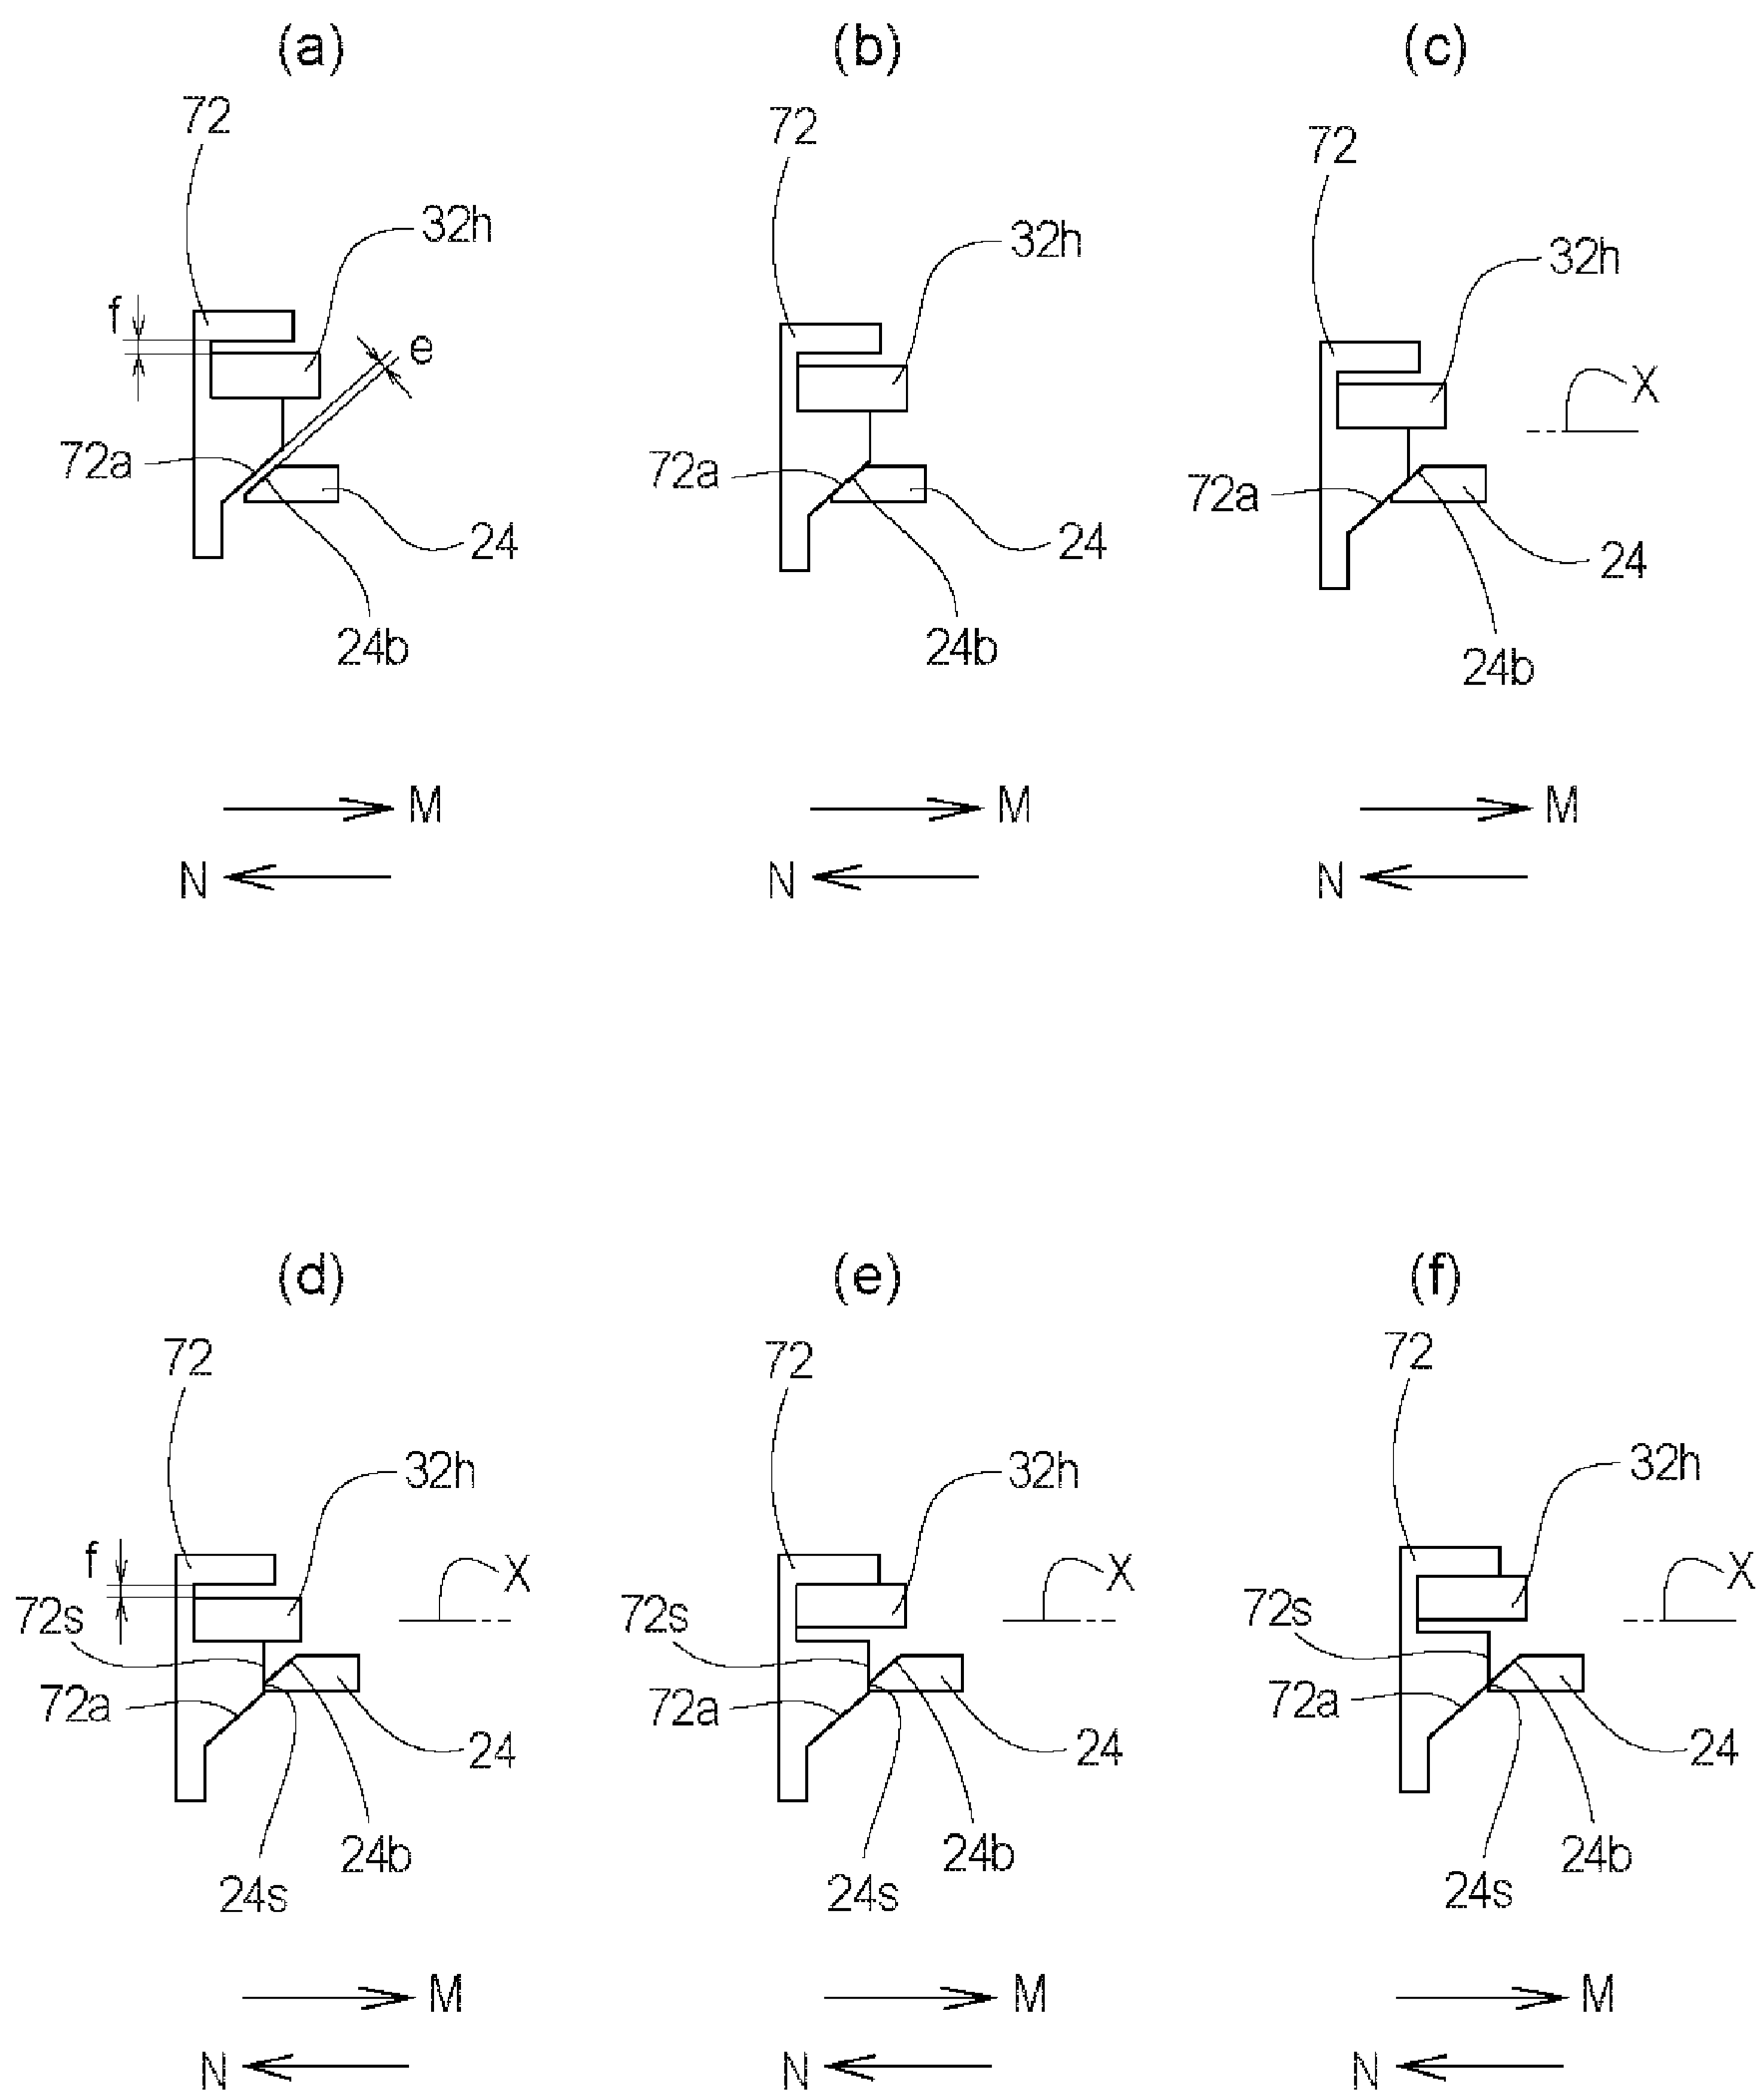 (a) (b) (c)
72 72 72
32h 32h 32h
f e X
72a 72a 72a
24 24 24
24b 24b 24b
M M M
N N N
(d) (e) (f)
72 72 72
32h 32h 32h
f X X X
72s 72s 72s
72a 72a 72a
24 24 24
24b 24b 24b
24s 24s 24s
M M M
N N N